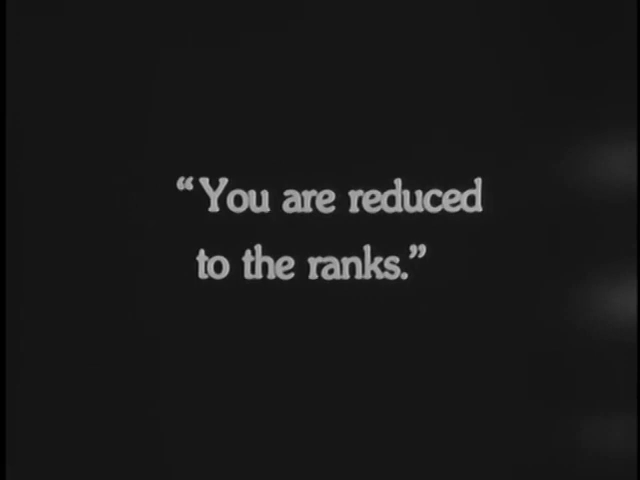 “You are reduced
to the ranks.”